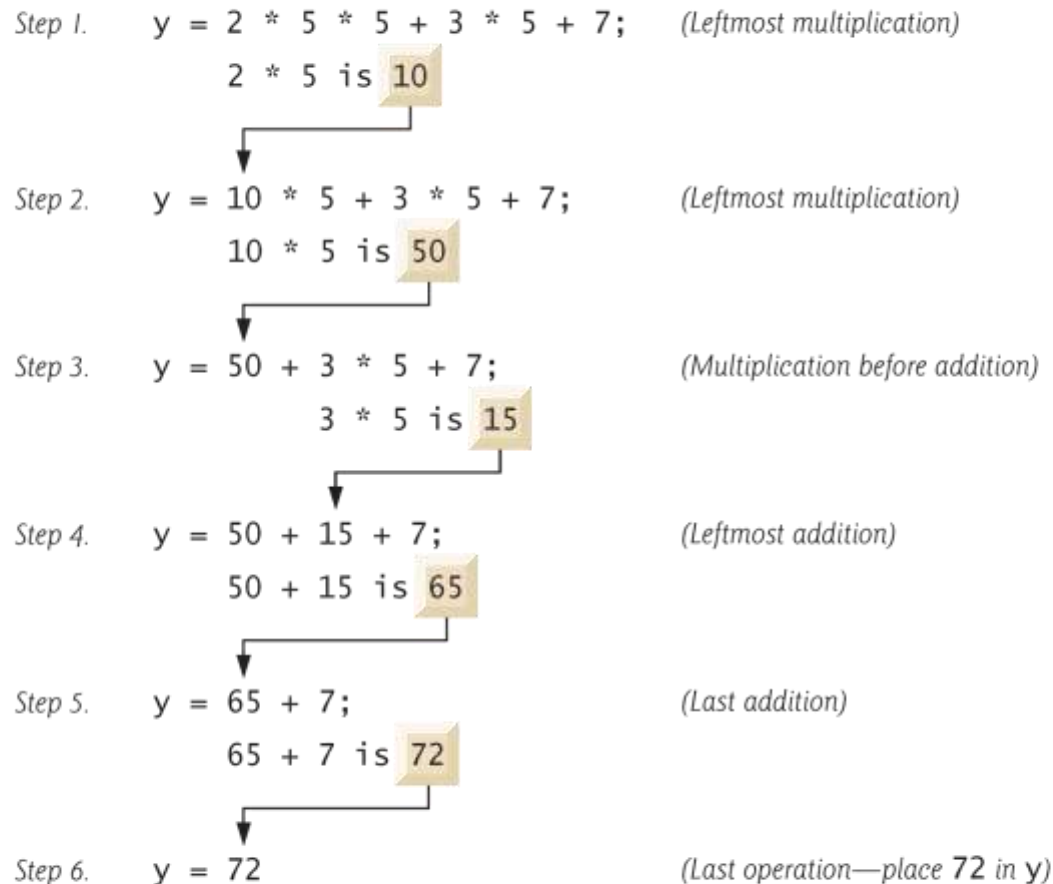 Step 1. y = 2 * 5 * 5 + 3 * 5 + 7; (Leftmost multiplication)
2 * 5 is 10
Step 2. y = 10 * 5 + 3 * 5 + 7; (Leftmost multiplication)
10 * 5 is 50
Step 3. y = 50 + 3 * 5 + 7; (Multiplication before addition)
3 * 5 is 15
Step 4. y = 50 + 15 + 7; (Leftmost addition)
50 + 15 is 65
Step 5. y = 65 + 7; (Last addition)
65 + 7 is 72
Step 6. y = 72 (Last operation—place 72 in y)